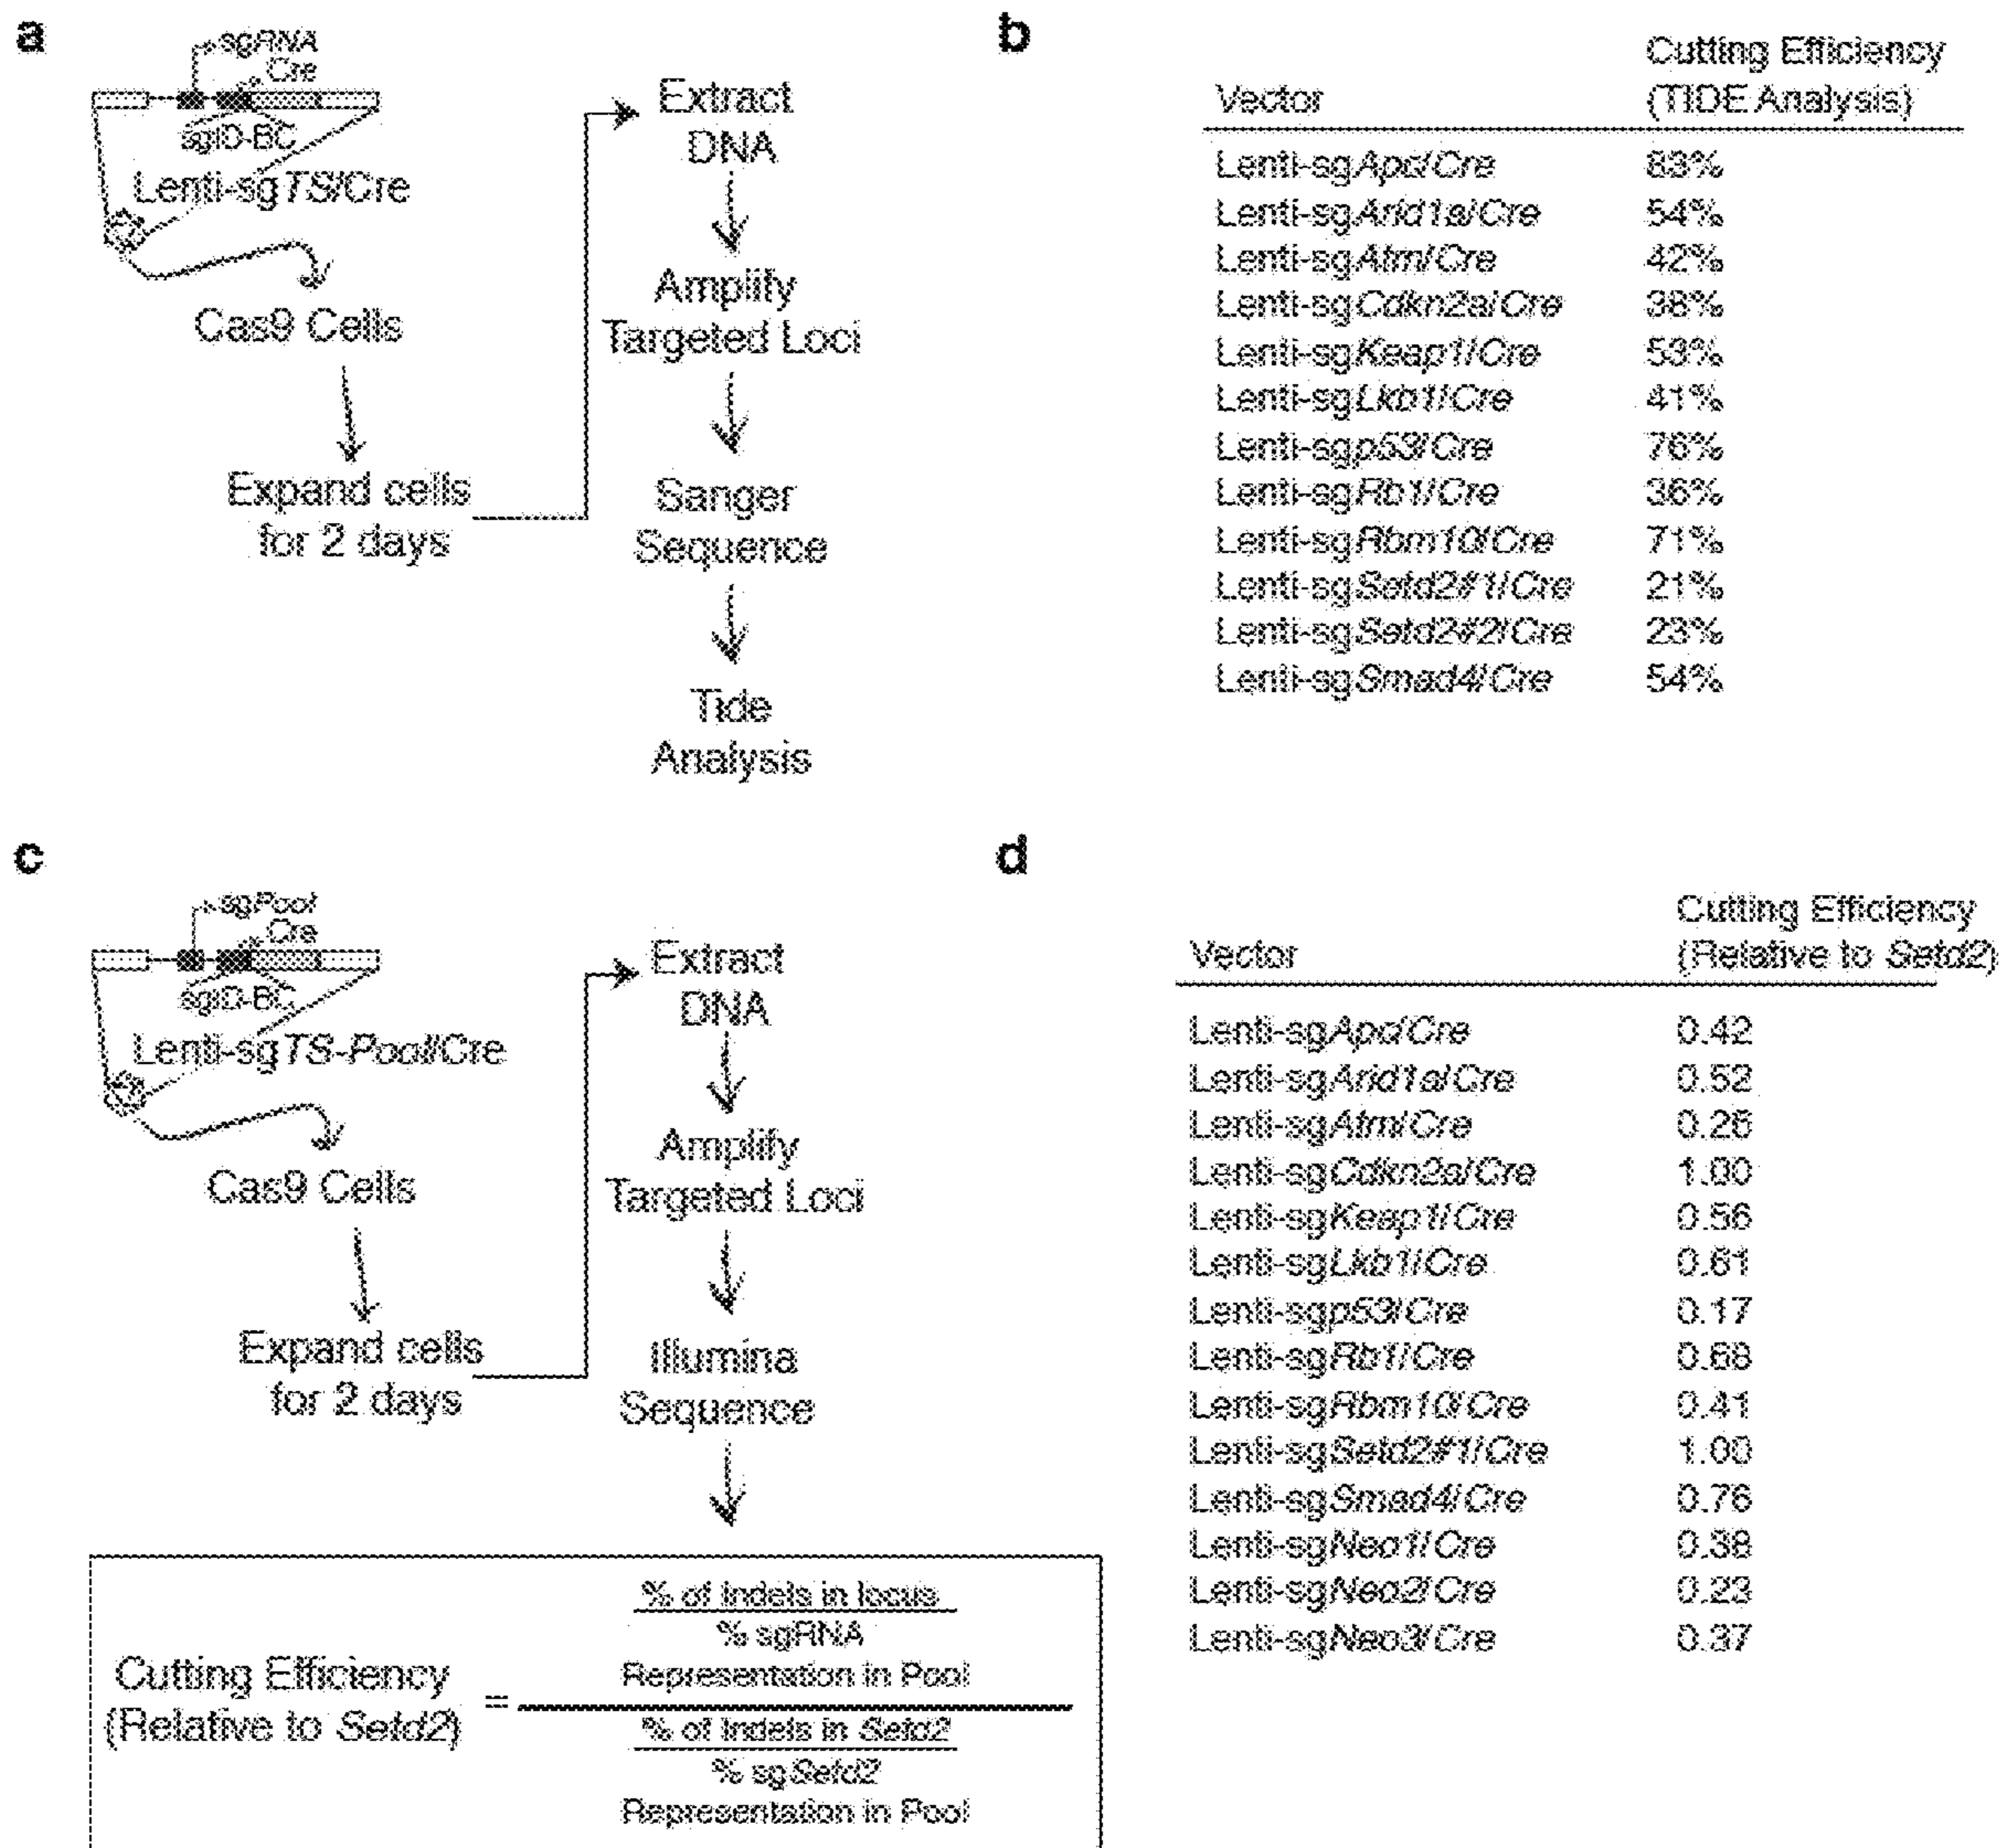 a
sgRNA
Cre
sgID-BC
Lenti-sgTS/Cre
Cas9 Cells
Expand cells
for 2 days
Extract
DNA
Amplify
Targeted Loci
Sanger
Sequence
Tide
Analysis
b
Vector
Cutting Efficiency
(TIDE Analysis)
Lenti-sgApc/Cre
Lenti-sgArid1a/Cre 54%
Lenti-sgAtm/Cre 42%
Lenti-sgCdkn2a/Cre 38%
Lenti-sgKeap1/Cre 53%
Lenti-sgLkb1/Cre 41%
Lenti-sgp53/Cre 76%
Lenti-sgRb1/Cre 36%
Lenti-sgRbm10/Cre 71%
Lenti-sgSetd2#1/Cre 21%
Lenti-sgSetd2#2/Cre 23%
Lenti-sgSmad4/Cre 54%
c
sgPool
Cre
sgID-BC
Lenti-sgTS-Pool/Cre
Cas9 Cells
Expand cells
for 2 days
Extract
DNA
Amplify
Targeted Loci
Illumina
Sequence
Cutting Efficiency
(Relative to Setd2)
=
% of Indels in locus
% sgRNA
Representation in Pool
% of Indels in Setd2
% sgSetd2
Representation in Pool
d
Vector
Cutting Efficiency
(Relative to Setd2)
Lenti-sgApc/Cre 0.42
Lenti-sgArid1a/Cre 0.52
Lenti-sgAtm/Cre 0.26
Lenti-sgCdkn2a/Cre 1.00
Lenti-sgKeap1/Cre 0.56
Lenti-sgLkb1/Cre 0.61
Lenti-sgp53/Cre 0.17
Lenti-sgRb1/Cre 0.68
Lenti-sgRbm10/Cre 0.41
Lenti-sgSetd2#1/Cre 1.00
Lenti-sgSmad4/Cre 0.76
Lenti-sgNeo1/Cre 0.38
Lenti-sgNeo2/Cre 0.23
Lenti-sgNeo3/Cre 0.37